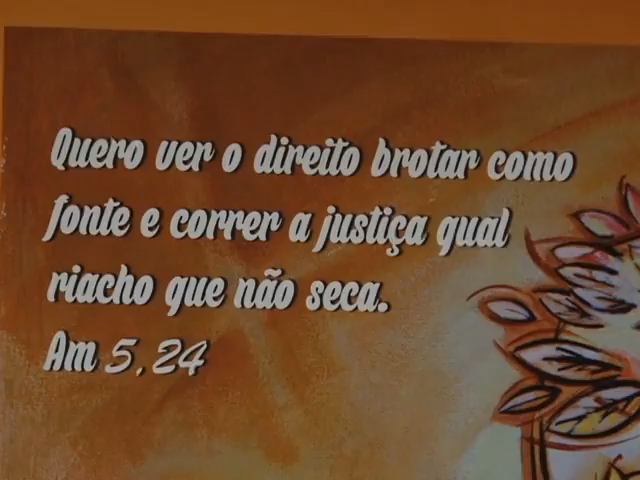 Quero ver o direito brotar como
fonte e correr a justiça qual
riacho que não seca.
Am 5, 24